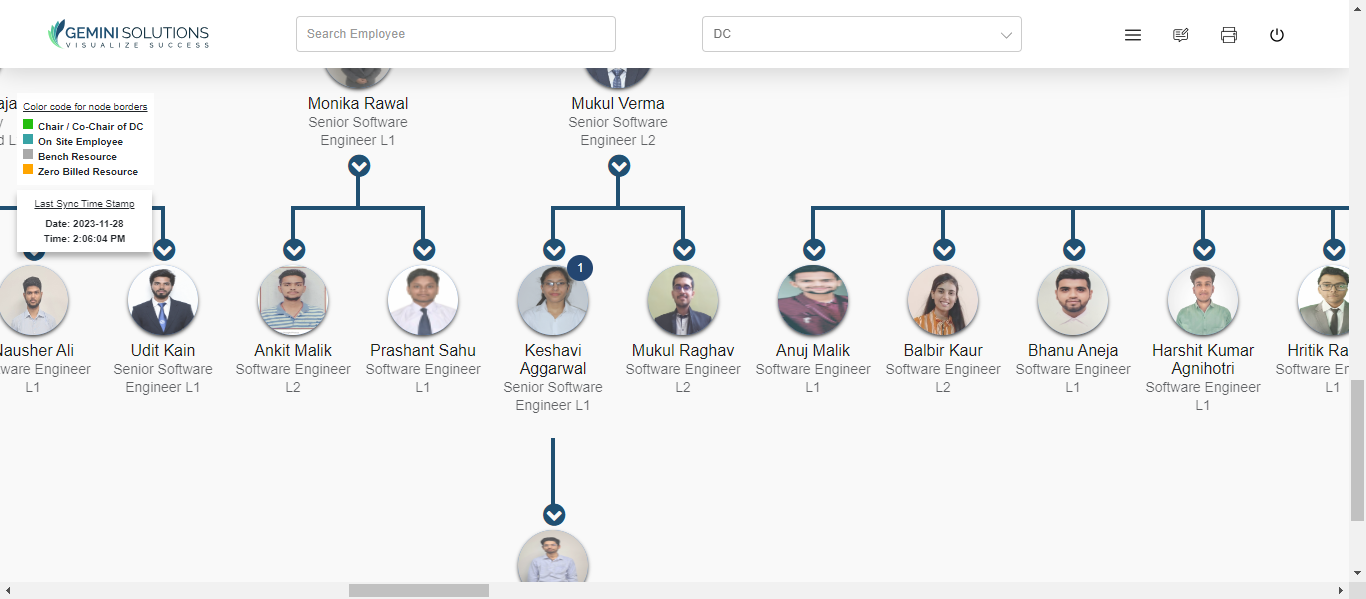 GEMINI SOLUTIONS
VISUALIZE SUCCESS
Search Employee
DC
Monika Rawal
Senior Software
Engineer L1
Mukul Verma
Senior Software
Engineer L2
Color code for node borders
Chair / Co-Chair of DC
On Site Employee
Bench Resource
Zero Billed Resource
Last Sync Time Stamp
Date: 2023-11-28
Time: 2:06:04 PM
1
Nausher Ali
ware Engineer
L1
Udit Kain
Senior Software
Engineer L1
Ankit Malik
Software Engineer
L2
Prashant Sahu
Software Engineer
L1
Keshavi
Aggarwal
Senior Software
Engineer L1
Mukul Raghav
Software Engineer
L2
Anuj Malik
Software Engineer
L1
Balbir Kaur
Software Engineer
L2
Bhanu Aneja
Software Engineer
L1
Harshit Kumar
Agnihotri
Software Engineer
L1
Hritik Ra
Software En
L1